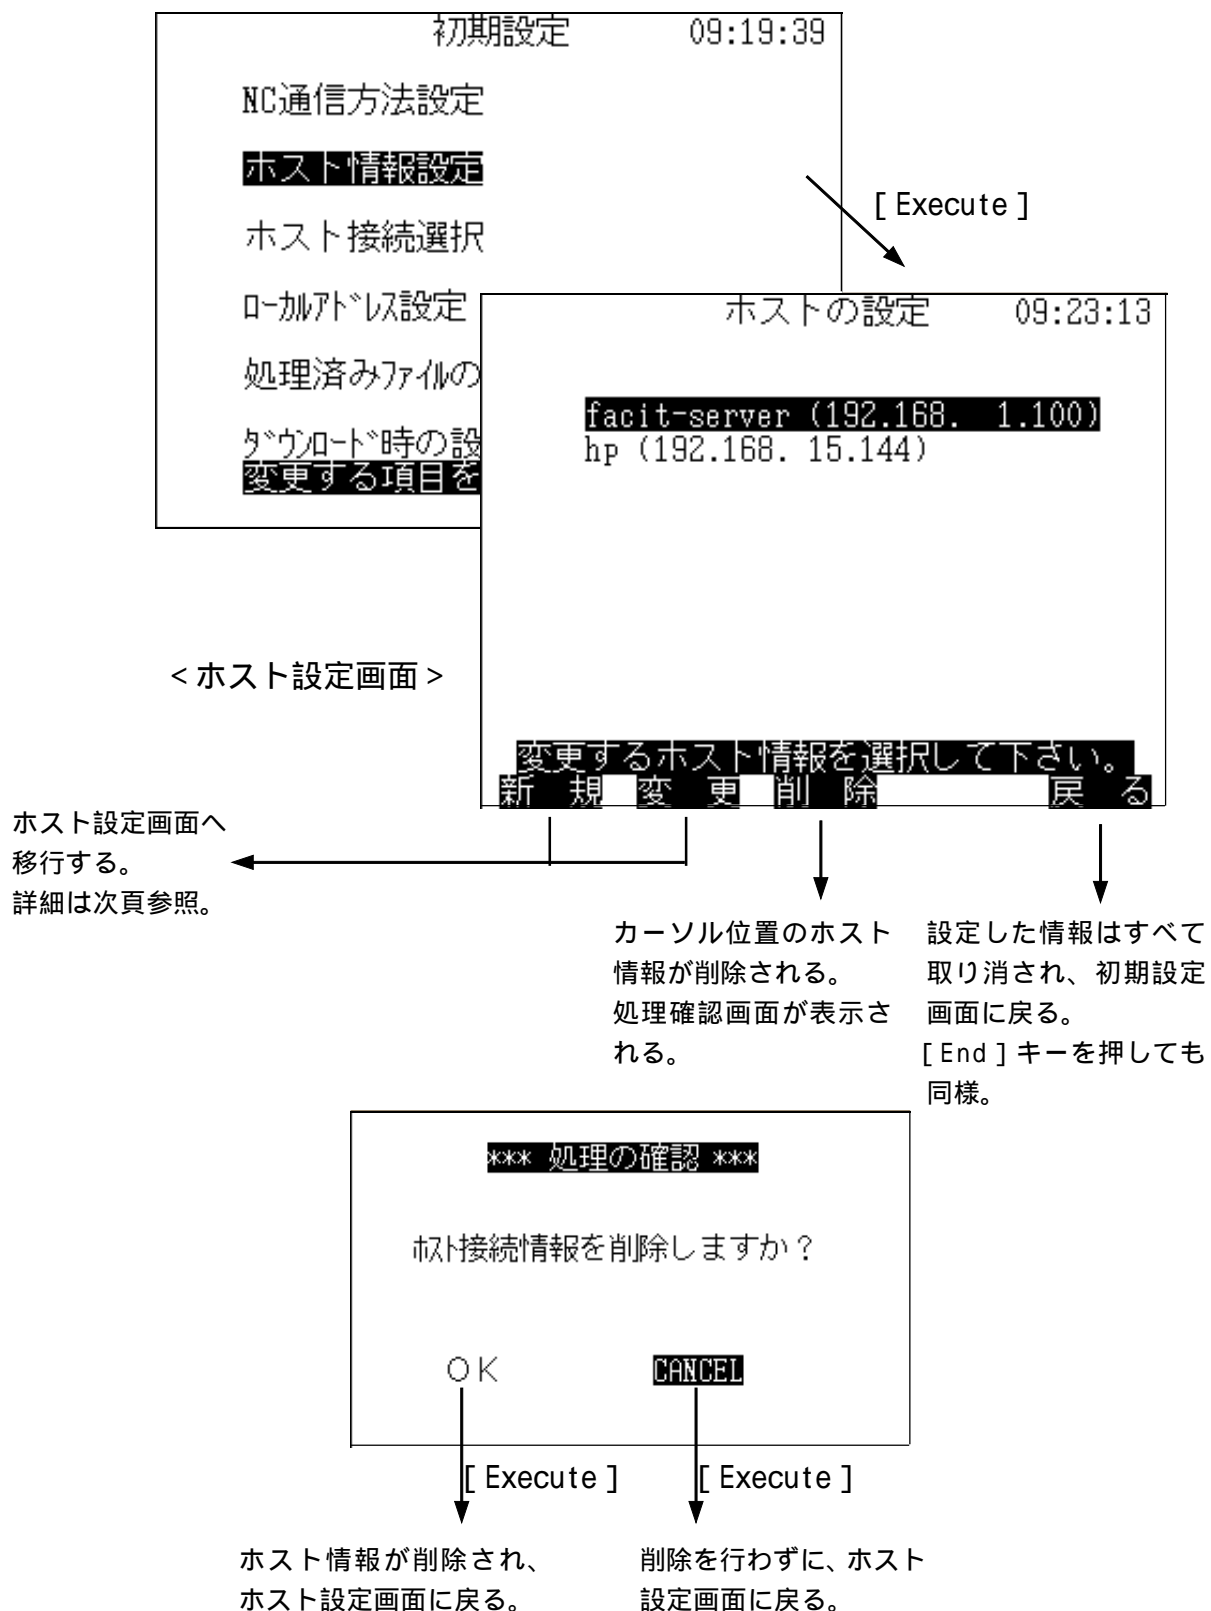 初期設定 09:19:39
NC通信方法設定
ホスト情報設定
[ Execute ]
ホスト接続選択
ﾛｰｶﾙｱﾄﾞﾚｽ設定
処理済みﾌｧｲﾙの
ﾀﾞｳﾝﾛｰﾄﾞ時の設
変更する項目を
ホストの設定 09:23:13
facit-server (192.168.  1.100)
hp (192.168. 15.144)
<ホスト設定画面>
変更するホスト情報を選択して下さい。
新 規 変 更 削 除 戻 る
ホスト設定画面へ
移行する。
詳細は次頁参照。
カーソル位置のホスト
情報が削除される。
処理確認画面が表示さ
れる。
設定した情報はすべて
取り消され、初期設定
画面に戻る。
[ End ] キーを押しても
同様。
*** 処理の確認 ***
ﾎｽﾄ接続情報を削除しますか？
ＯＫ CANCEL
[ Execute ] [ Execute ]
ホスト情報が削除され、
ホスト設定画面に戻る。
削除を行わずに、ホスト
設定画面に戻る。